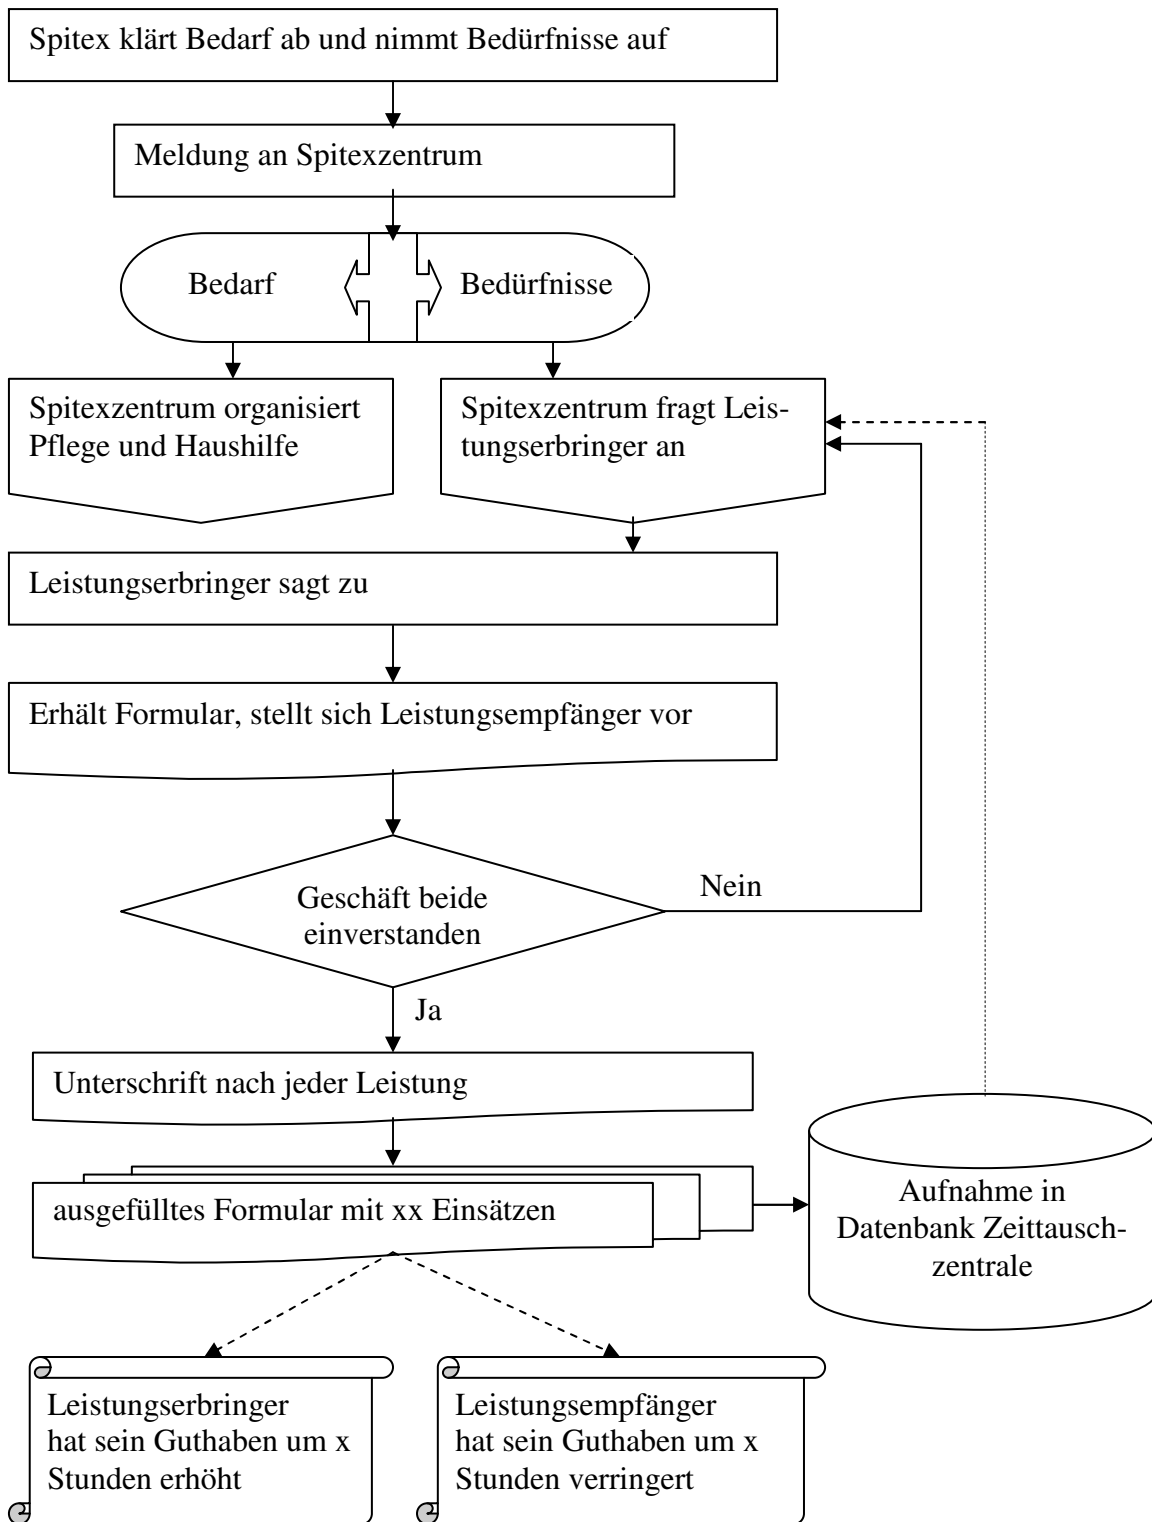 Spitex klärt Bedarf ab und nimmt Bedürfnisse auf
Meldung an Spitexzentrum
Bedarf
Bedürfnisse
Spitexzentrum organisiert
Pflege und Haushilfe
Spitexzentrum fragt Leis-
tungserbringer an
Leistungserbringer sagt zu
Erhält Formular, stellt sich Leistungsempfänger vor
Geschäft beide
einverstanden
Nein
Ja
Unterschrift nach jeder Leistung
ausgefülltes Formular mit xx Einsätzen
Aufnahme in
Datenbank Zeittausch-
zentrale
Leistungserbringer
hat sein Guthaben um x
Stunden erhöht
Leistungsempfänger
hat sein Guthaben um x
Stunden verringert